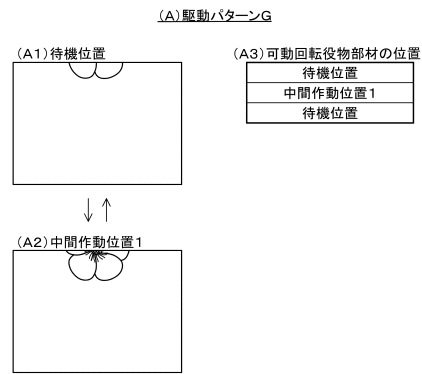 (A)駆動パターンG
(A1)待機位置
(A3)可動回転役物部材の位置
待機位置
中間作動位置1
待機位置
(A2)中間作動位置1